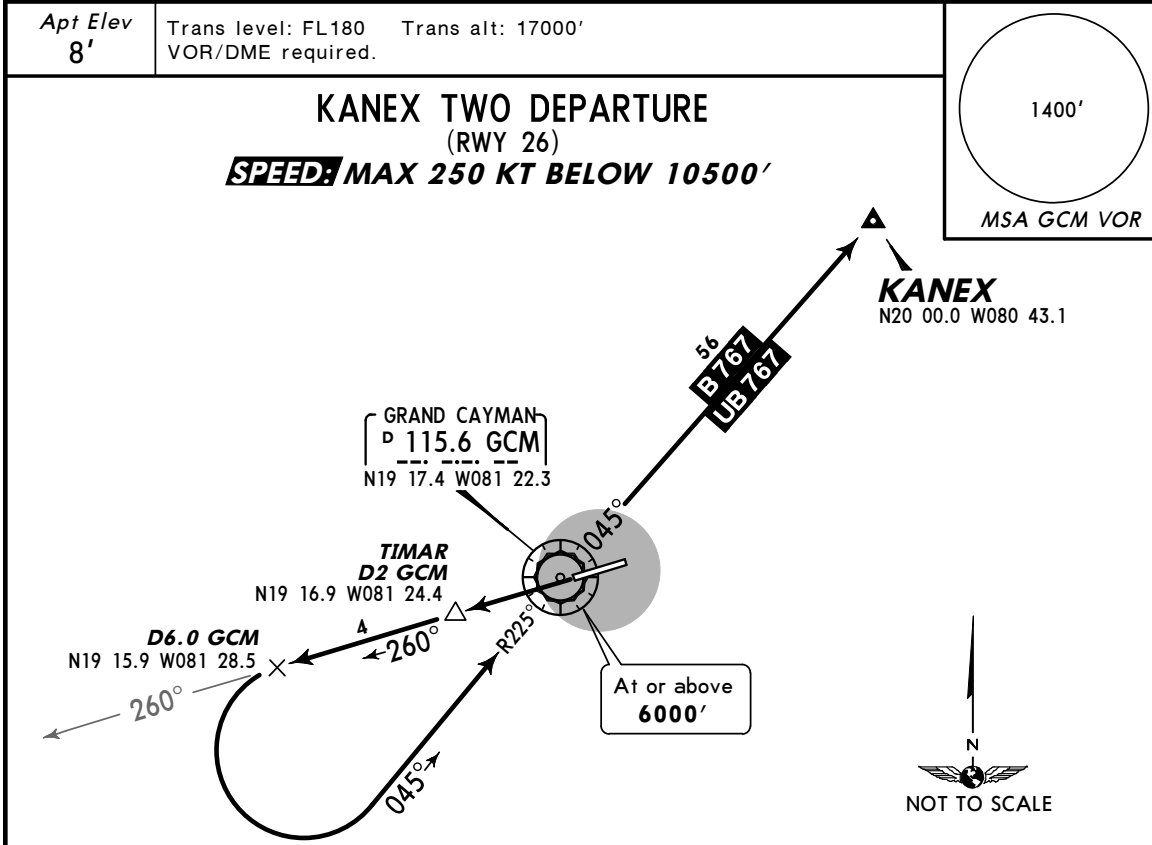 Apt Elev
8'
Trans level: FL180 Trans alt: 17000'
VOR/DME required.
1400'
MSA GCM VOR
KANEX TWO DEPARTURE
(RWY 26)
SPEED: MAX 250 KT BELOW 10500'
KANEX
N20 00.0 W080 43.1
56
B 767
UB 767
GRAND CAYMAN
D 115.6 GCM
N19 17.4 W081 22.3
045°
TIMAR
D2 GCM
N19 16.9 W081 24.4
D6.0 GCM
N19 15.9 W081 28.5
4
260°
260°
R225°
045°
At or above
6000'
N
NOT TO SCALE